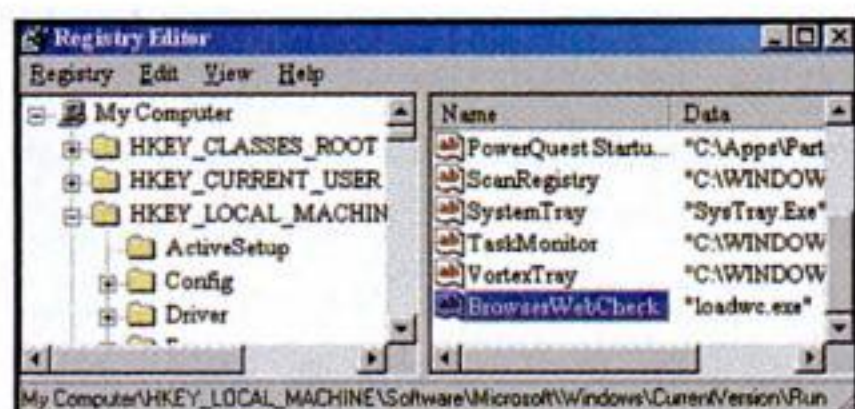 Registry Editor
Registry Edit View Help
My Computer
HKEY_CLASSES_ROOT
HKEY_CURRENT_USER
HKEY_LOCAL_MACHIN
ActiveSetup
Config
Driver
Name Data
PowerQuest Startu... "C:\Apps\Part
ScanRegistry "C:\WINDOW
SystemTray "SysTray.Exe"
TaskMonitor "C:\WINDOW
VortexTray "C:\WINDOW
BrowserWebCheck "loadwc.exe"
My Computer\HKEY_LOCAL_MACHINE\Software\Microsoft\Windows\CurrentVersion\Run